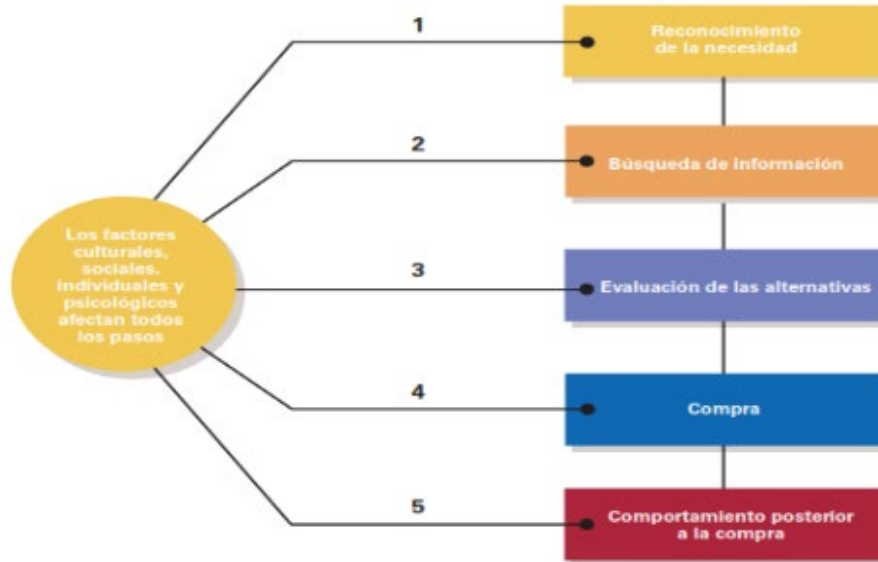 1
Reconocimiento
de la necesidad
2
Búsqueda de información
Los factores
culturales,
sociales,
individuales y
psicológicos
afectan todos
los pasos
3
Evaluación de las alternativas
4
Compra
5
Comportamiento posterior
a la compra